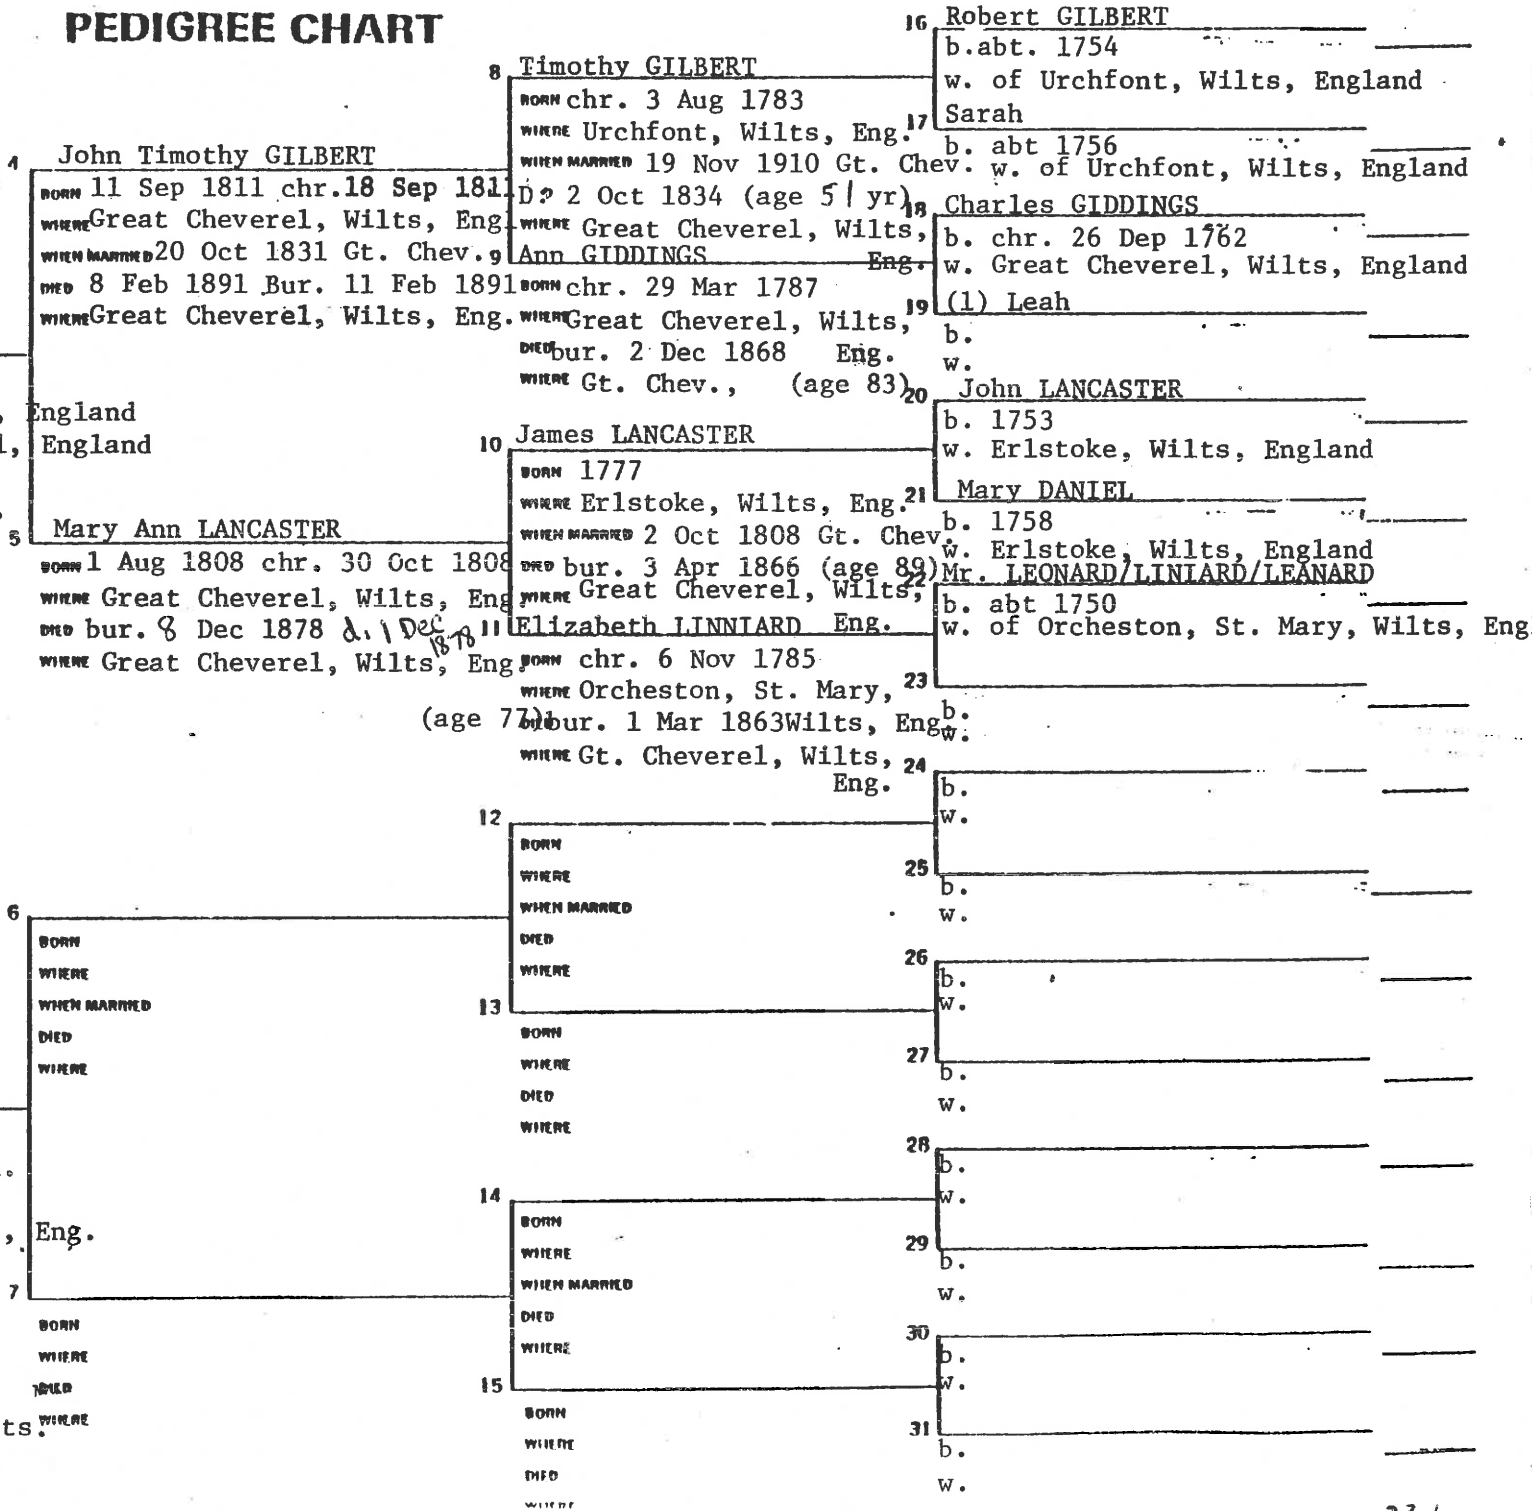 PEDIGREE CHART
4 John Timothy GILBERT
BORN 11 Sep 1811 chr. 18 Sep 1811
WHERE Great Cheverel, Wilts, Engl
WHEN MARRIED 20 Oct 1831 Gt. Chev.
DIED 8 Feb 1891 Bur. 11 Feb 1891
WHERE Great Cheverel, Wilts, Eng.
, England
l, England
5 Mary Ann LANCASTER
BORN 1 Aug 1808 chr. 30 Oct 1808
WHERE Great Cheverel, Wilts, Eng.
DIED bur. 8 Dec 1878 d. 1 Dec 1878
WHERE Great Cheverel, Wilts, Eng.
6
BORN
WHERE
WHEN MARRIED
DIED
WHERE
, Eng.
7
BORN
WHERE
DIED
WHERE
ts.
8 Timothy GILBERT
BORN chr. 3 Aug 1783
WHERE Urchfont, Wilts, Eng.
WHEN MARRIED 19 Nov 1910 Gt. Chev.
D? 2 Oct 1834 (age 51 yr)
WHERE Great Cheverel, Wilts,
Eng.
9 Ann GIDDINGS
BORN chr. 29 Mar 1787
WHERE Great Cheverel, Wilts,
Eng.
DIED bur. 2 Dec 1868
WHERE Gt. Chev., (age 83)
10 James LANCASTER
BORN 1777
WHERE Erlstoke, Wilts, Eng.
WHEN MARRIED 2 Oct 1808 Gt. Chev.
DIED bur. 3 Apr 1866 (age 89)
WHERE Great Cheverel, Wilts,
Eng.
11 Elizabeth LINNIARD
BORN chr. 6 Nov 1785
WHERE Orcheston, St. Mary,
Wilts, Eng.
(age 77) DIED bur. 1 Mar 1863
WHERE Gt. Cheverel, Wilts,
Eng.
12
BORN
WHERE
WHEN MARRIED
DIED
WHERE
13
BORN
WHERE
DIED
WHERE
14
BORN
WHERE
WHEN MARRIED
DIED
WHERE
15
BORN
WHERE
DIED
WHERE
16 Robert GILBERT
b.abt. 1754
w. of Urchfont, Wilts, England
17 Sarah
b. abt 1756
w. of Urchfont, Wilts, England
18 Charles GIDDINGS
b. chr. 26 Dep 1762
w. Great Cheverel, Wilts, England
19 (1) Leah
b.
w.
20 John LANCASTER
b. 1753
w. Erlstoke, Wilts, England
21 Mary DANIEL
b. 1758
w. Erlstoke, Wilts, England
22 Mr. LEONARD/LINIARD/LEANARD
b. abt 1750
w. of Orcheston, St. Mary, Wilts, Eng.
23
b.
w.
24
b.
w.
25
b.
w.
26
b.
w.
27
b.
w.
28
b.
w.
29
b.
w.
30
b.
w.
31
b.
w.